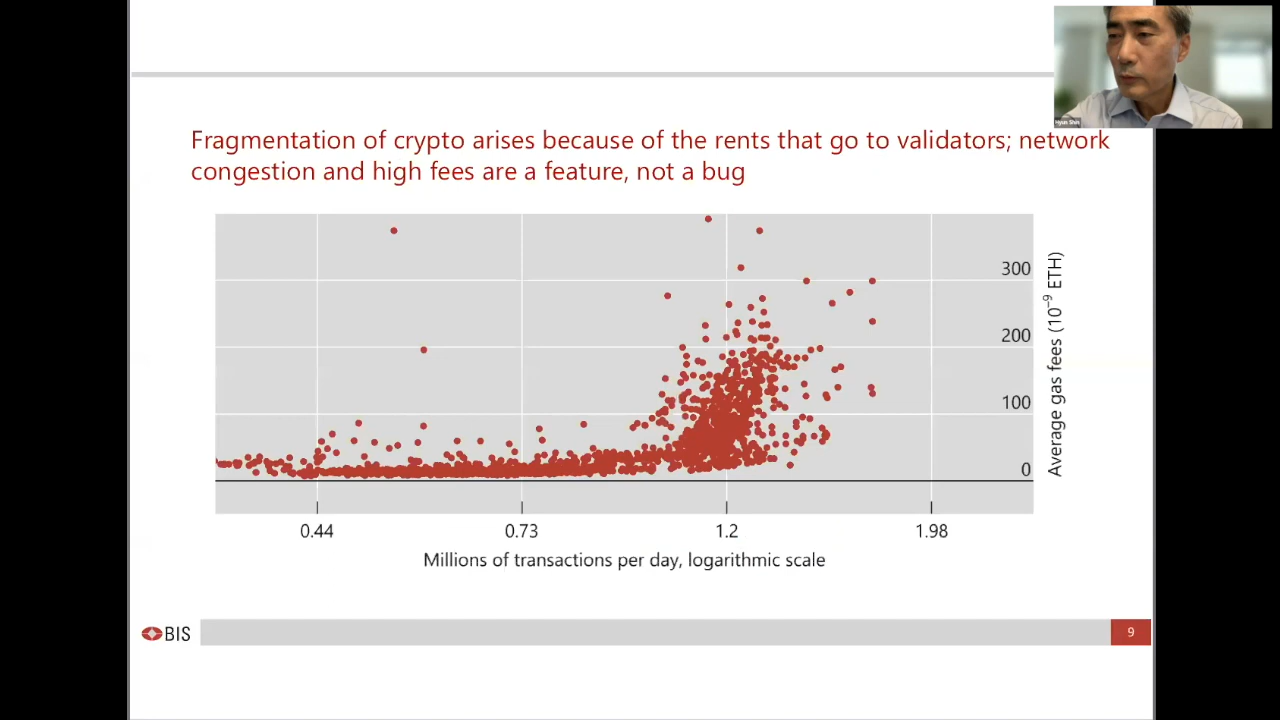 Hyun Shin
Fragmentation of crypto arises because of the rents that go to validators; network
congestion and high fees are a feature, not a bug
300
200
100
0
Average gas fees (10⁻⁹ ETH)
0.44 0.73 1.2 1.98
Millions of transactions per day, logarithmic scale
BIS
9